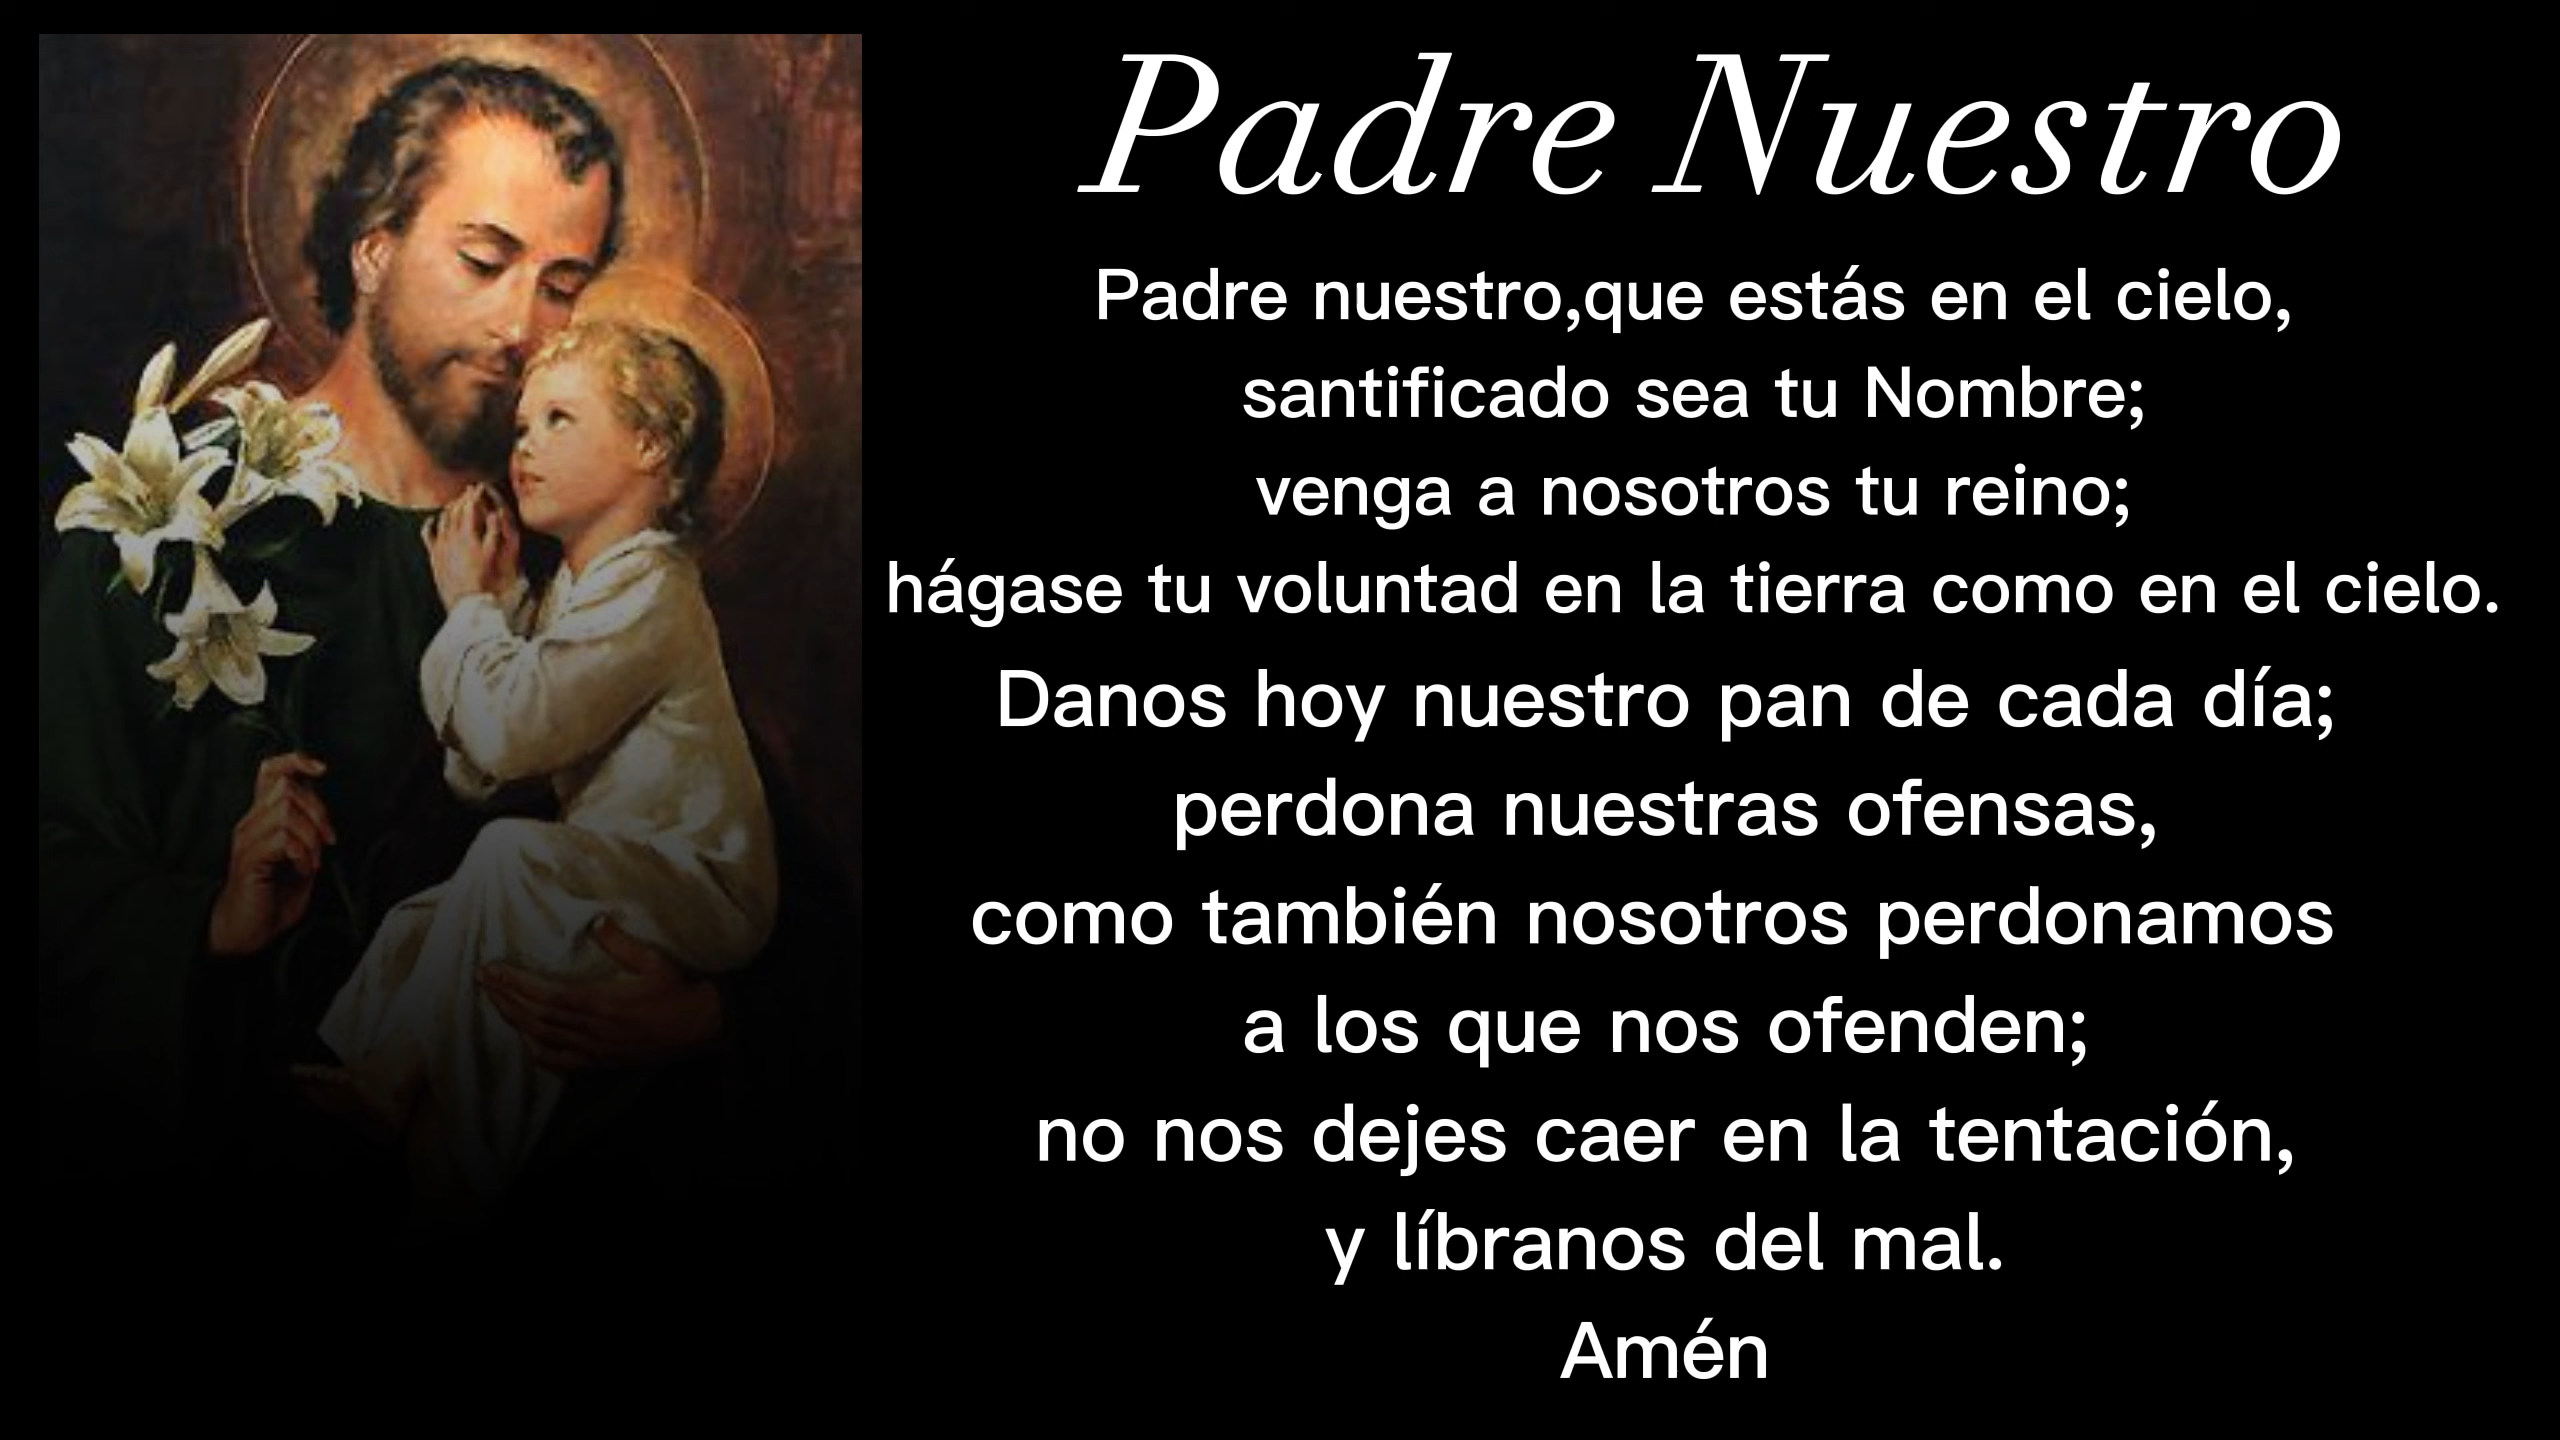 Padre Nuestro
Padre nuestro,que estás en el cielo,
santificado sea tu Nombre;
venga a nosotros tu reino;
hágase tu voluntad en la tierra como en el cielo.
Danos hoy nuestro pan de cada día;
perdona nuestras ofensas,
como también nosotros perdonamos
a los que nos ofenden;
no nos dejes caer en la tentación,
y líbranos del mal.
Amén